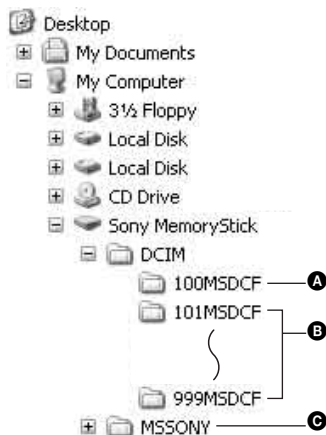 Desktop
My Documents
My Computer
3½ Floppy
Local Disk
Local Disk
CD Drive
Sony MemoryStick
DCIM
100MSDCF A
101MSDCF
B
999MSDCF
MSSONY C